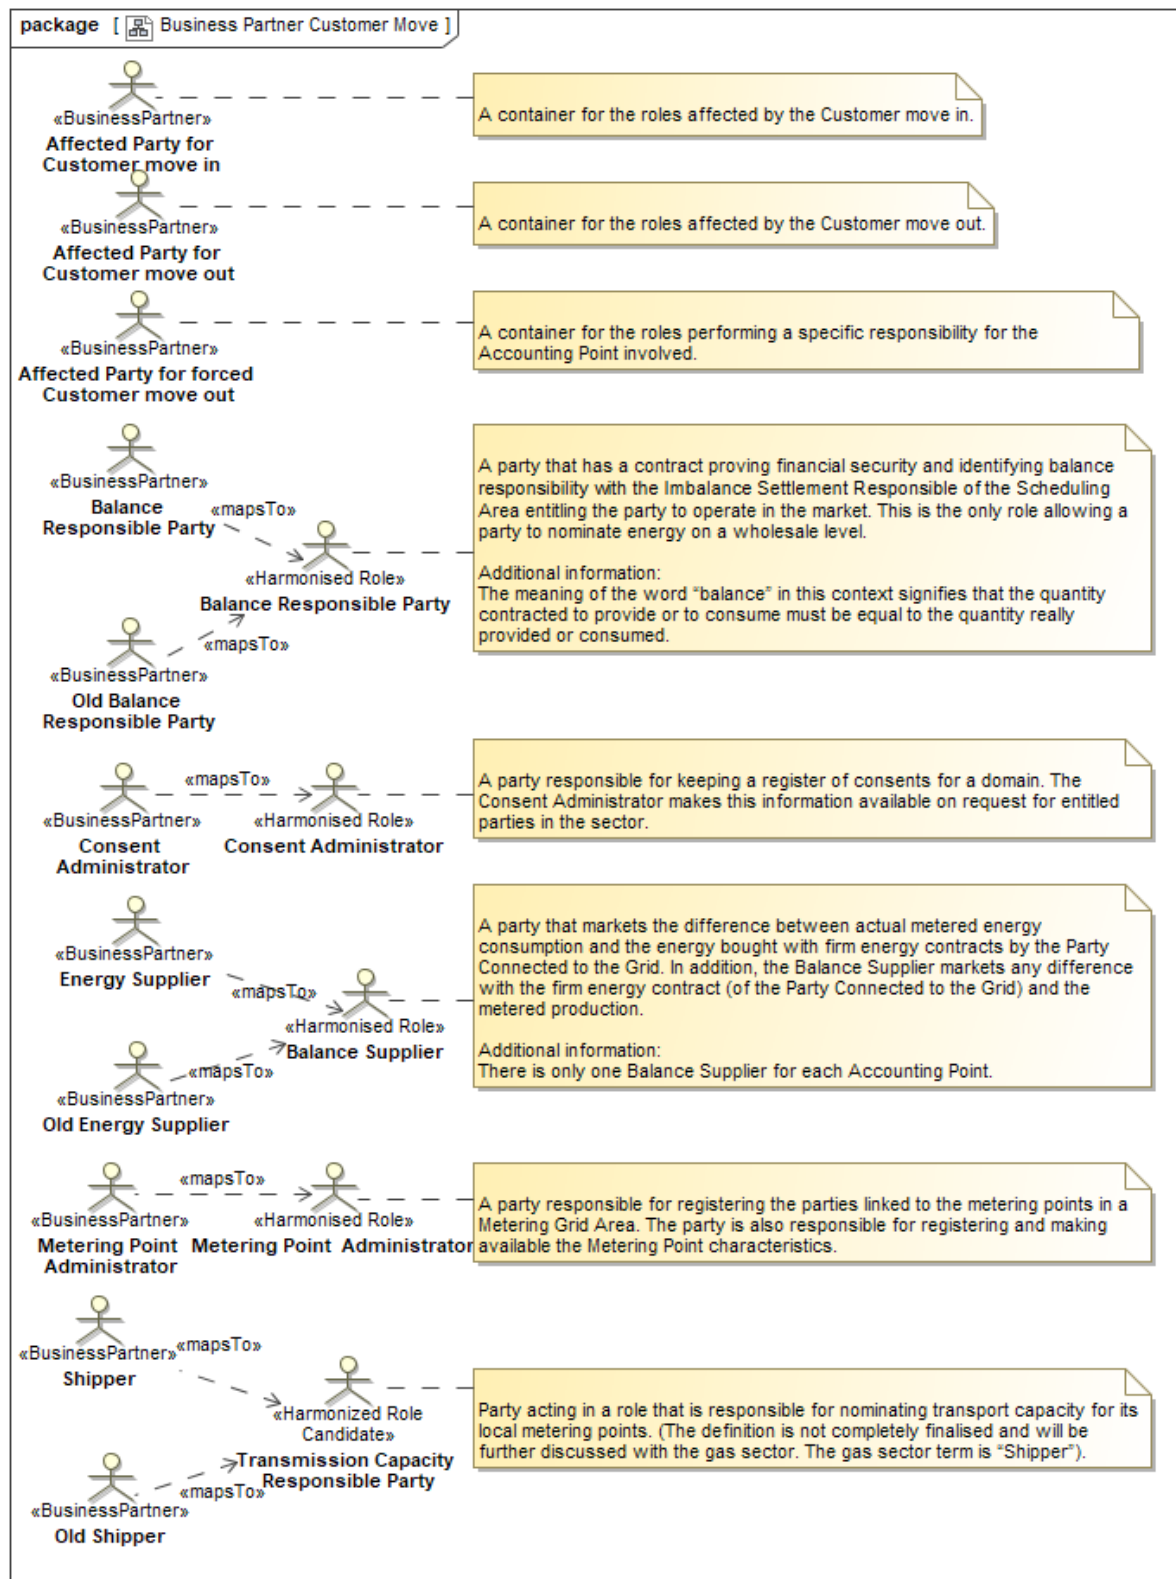 package [ Business Partner Customer Move ]
«BusinessPartner»
Affected Party for
Customer move in
A container for the roles affected by the Customer move in.
«BusinessPartner»
Affected Party for
Customer move out
A container for the roles affected by the Customer move out.
«BusinessPartner»
Affected Party for forced
Customer move out
A container for the roles performing a specific responsibility for the
Accounting Point involved.
«BusinessPartner»
Balance
Responsible Party
«mapsTo»
«Harmonised Role»
Balance Responsible Party
«mapsTo»
«BusinessPartner»
Old Balance
Responsible Party
A party that has a contract proving financial security and identifying balance
responsibility with the Imbalance Settlement Responsible of the Scheduling
Area entitling the party to operate in the market. This is the only role allowing a
party to nominate energy on a wholesale level.
Additional information:
The meaning of the word “balance” in this context signifies that the quantity
contracted to provide or to consume must be equal to the quantity really
provided or consumed.
«mapsTo»
«BusinessPartner»
Consent
Administrator
«Harmonised Role»
Consent Administrator
A party responsible for keeping a register of consents for a domain. The
Consent Administrator makes this information available on request for entitled
parties in the sector.
«BusinessPartner»
Energy Supplier
«mapsTo»
«Harmonised Role»
Balance Supplier
«mapsTo»
«BusinessPartner»
Old Energy Supplier
A party that markets the difference between actual metered energy
consumption and the energy bought with firm energy contracts by the Party
Connected to the Grid. In addition, the Balance Supplier markets any difference
with the firm energy contract (of the Party Connected to the Grid) and the
metered production.
Additional information:
There is only one Balance Supplier for each Accounting Point.
«mapsTo»
«BusinessPartner»
Metering Point
Administrator
«Harmonised Role»
Metering Point Administrator
A party responsible for registering the parties linked to the metering points in a
Metering Grid Area. The party is also responsible for registering and making
available the Metering Point characteristics.
«BusinessPartner»
Shipper
«mapsTo»
«Harmonized Role
Candidate»
Transmission Capacity
Responsible Party
«mapsTo»
«BusinessPartner»
Old Shipper
Party acting in a role that is responsible for nominating transport capacity for its
local metering points. (The definition is not completely finalised and will be
further discussed with the gas sector. The gas sector term is “Shipper”).